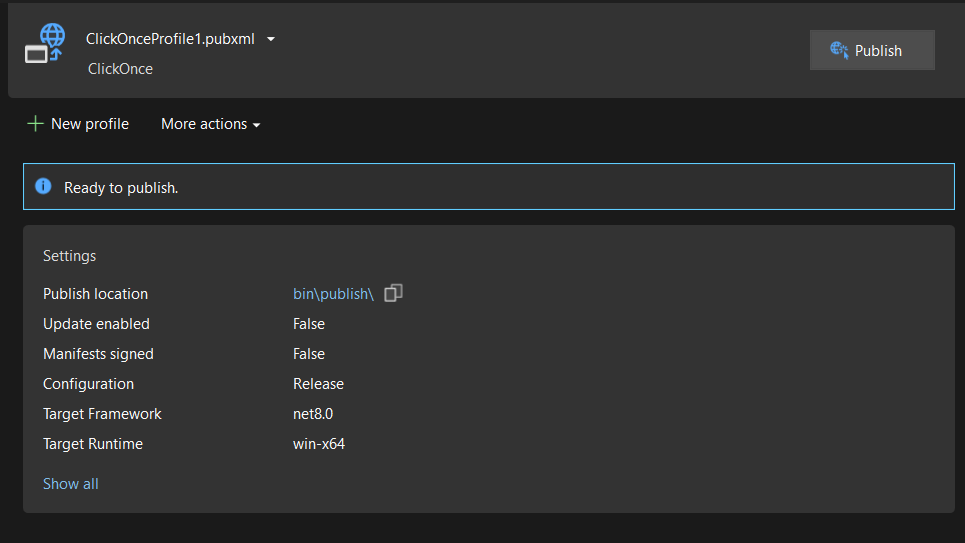 ClickOnceProfile1.pubxml
ClickOnce
Publish
New profile
More actions
Ready to publish.
Settings
Publish location bin\publish\
Update enabled False
Manifests signed False
Configuration Release
Target Framework net8.0
Target Runtime win-x64
Show all